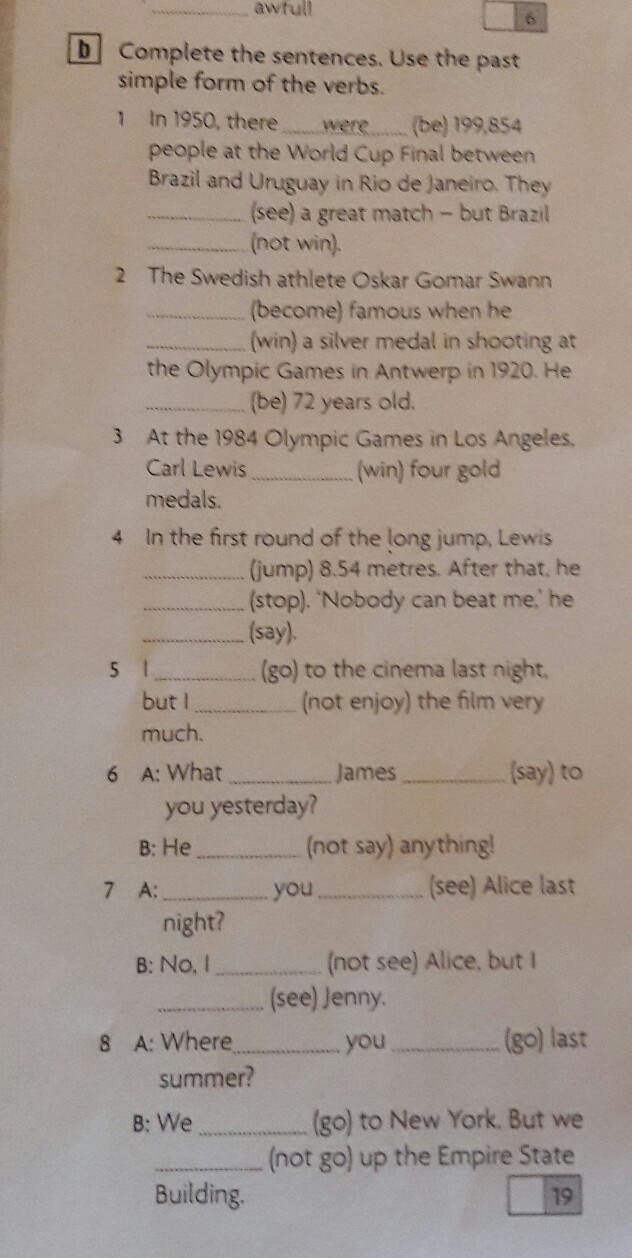 ............... awful!
6
b Complete the sentences. Use the past
simple form of the verbs.
1 In 1950, there ......were...... (be) 199,854
people at the World Cup Final between
Brazil and Uruguay in Rio de Janeiro. They
............... (see) a great match – but Brazil
............... (not win).
2 The Swedish athlete Oskar Gomar Swann
............... (become) famous when he
............... (win) a silver medal in shooting at
the Olympic Games in Antwerp in 1920. He
............... (be) 72 years old.
3 At the 1984 Olympic Games in Los Angeles,
Carl Lewis ............... (win) four gold
medals.
4 In the first round of the long jump, Lewis
............... (jump) 8.54 metres. After that, he
............... (stop). 'Nobody can beat me,' he
............... (say).
5 I ............... (go) to the cinema last night,
but I ............... (not enjoy) the film very
much.
6 A: What ............... James ............... (say) to
you yesterday?
B: He ............... (not say) anything!
7 A: ............... you ............... (see) Alice last
night?
B: No, I ............... (not see) Alice, but I
............... (see) Jenny.
8 A: Where ............... you ............... (go) last
summer?
B: We ............... (go) to New York. But we
............... (not go) up the Empire State
Building.
19